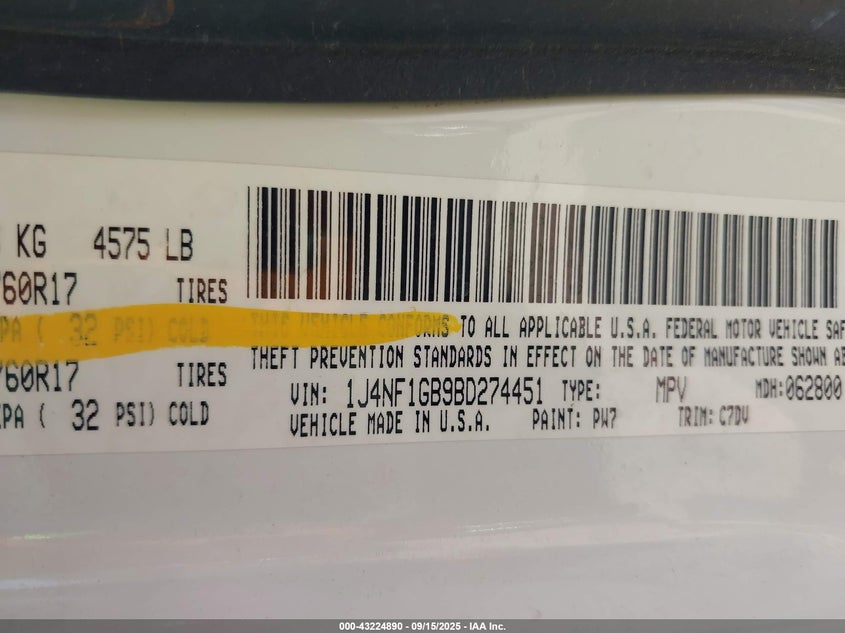 KG 4575 LB
/60R17 TIRES
PA ( 32 PSI) COLD
/60R17 TIRES
KPA ( 32 PSI) COLD
THIS VEHICLE CONFORMS TO ALL APPLICABLE U.S.A. FEDERAL MOTOR VEHICLE SAF
THEFT PREVENTION STANDARDS IN EFFECT ON THE DATE OF MANUFACTURE SHOWN AB
VIN: 1J4NF1GB9BD274451 TYPE: MPV MDH:062800
VEHICLE MADE IN U.S.A. PAINT: PW7 TRIM: C7DV
000-43224890 - 09/15/2025 - IAA Inc.